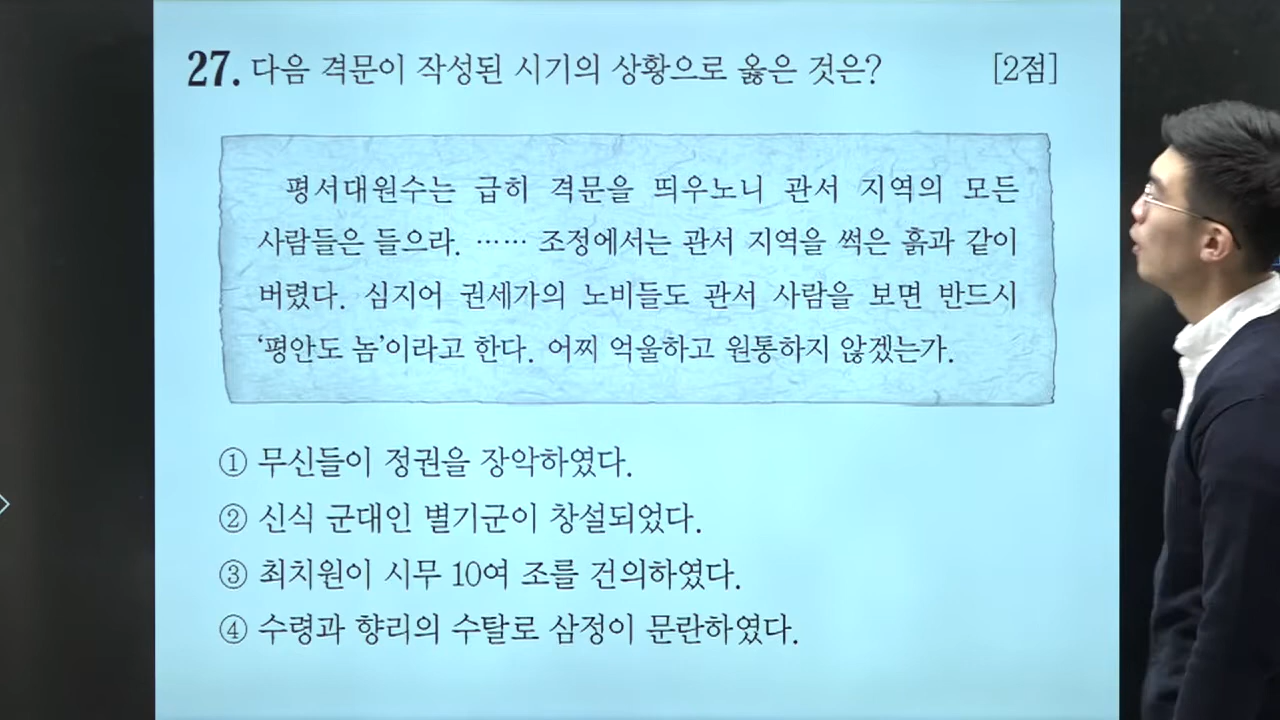 27. 다음 격문이 작성된 시기의 상황으로 옳은 것은? [2점]
평서대원수는 급히 격문을 띄우노니 관서 지역의 모든
사람들은 들으라. …… 조정에서는 관서 지역을 썩은 흙과 같이
버렸다. 심지어 권세가의 노비들도 관서 사람을 보면 반드시
‘평안도 놈’이라고 한다. 어찌 억울하고 원통하지 않겠는가.
① 무신들이 정권을 장악하였다.
② 신식 군대인 별기군이 창설되었다.
③ 최치원이 시무 10여 조를 건의하였다.
④ 수령과 향리의 수탈로 삼정이 문란하였다.